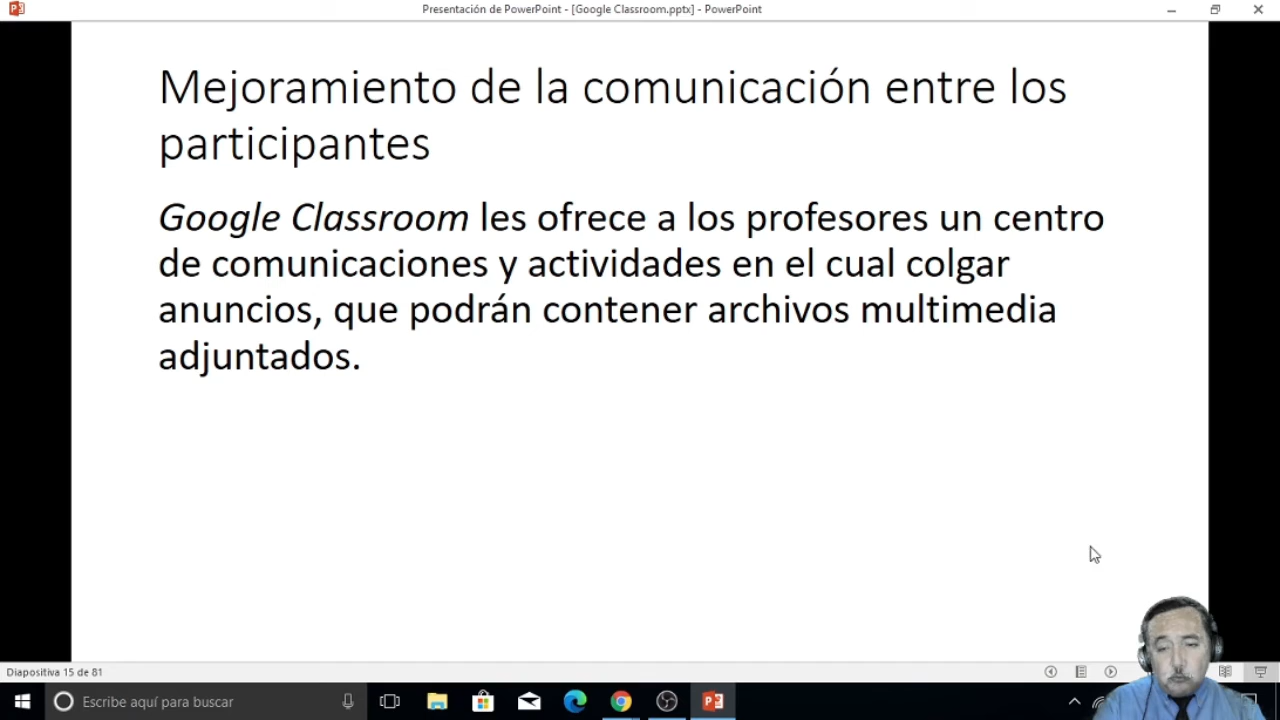 Presentación de PowerPoint - [Google Classroom.pptx] - PowerPoint
Mejoramiento de la comunicación entre los
participantes
Google Classroom les ofrece a los profesores un centro
de comunicaciones y actividades en el cual colgar
anuncios, que podrán contener archivos multimedia
adjuntados.
Diapositiva 15 de 81
Escribe aquí para buscar